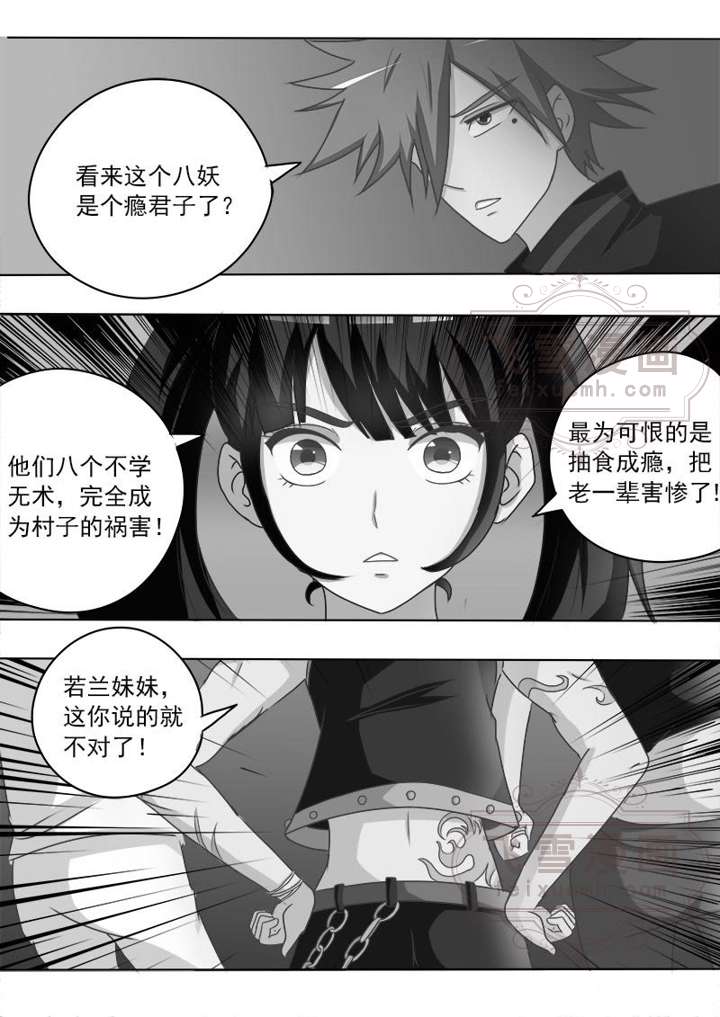 看来这个八妖
是个瘾君子了？
最为可恨的是
抽食成瘾，把
老一辈害惨了！
他们八个不学
无术，完全成
为村子的祸害！
若兰妹妹，
这你说的就
不对了！